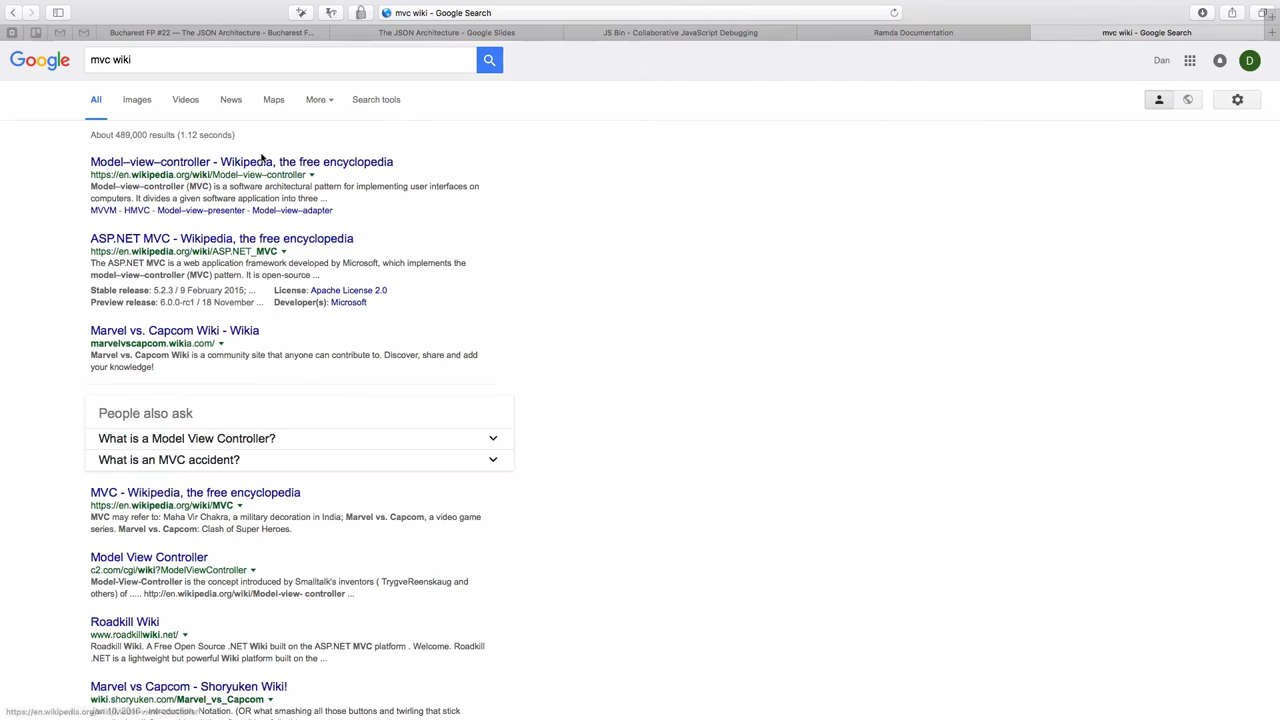 mvc wiki - Google Search
Bucharest FP #22 — The JSON Architecture - Bucharest F...
The JSON Architecture - Google Slides
JS Bin - Collaborative JavaScript Debugging
Ramda Documentation
mvc wiki - Google Search
Google
mvc wiki
Dan
D
All
Images
Videos
News
Maps
More
Search tools
About 489,000 results (1.12 seconds)
Model–view–controller - Wikipedia, the free encyclopedia
https://en.wikipedia.org/wiki/Model–view–controller
Model–view–controller (MVC) is a software architectural pattern for implementing user interfaces on
computers. It divides a given software application into three ...
MVVM - HMVC - Model–view–presenter - Model–view–adapter
ASP.NET MVC - Wikipedia, the free encyclopedia
https://en.wikipedia.org/wiki/ASP.NET_MVC
The ASP.NET MVC is a web application framework developed by Microsoft, which implements the
model–view–controller (MVC) pattern. It is open-source ...
Stable release: 5.2.3 / 9 February 2015; ... License: Apache License 2.0
Preview release: 6.0.0-rc1 / 18 November ... Developer(s): Microsoft
Marvel vs. Capcom Wiki - Wikia
marvelvscapcom.wikia.com/
Marvel vs. Capcom Wiki is a community site that anyone can contribute to. Discover, share and add
your knowledge!
People also ask
What is a Model View Controller?
What is an MVC accident?
MVC - Wikipedia, the free encyclopedia
https://en.wikipedia.org/wiki/MVC
MVC may refer to: Maha Vir Chakra, a military decoration in India; Marvel vs. Capcom, a video game
series. Marvel vs. Capcom: Clash of Super Heroes.
Model View Controller
c2.com/cgi/wiki?ModelViewController
Model-View-Controller is the concept introduced by Smalltalk's inventors ( TrygveReenskaug and
others) of ..... http://en.wikipedia.org/wiki/Model-view- controller ...
Roadkill Wiki
www.roadkillwiki.net/
Roadkill Wiki. A Free Open Source .NET Wiki built on the ASP.NET MVC platform . Welcome. Roadkill
.NET is a lightweight but powerful Wiki platform built on the ...
Marvel vs Capcom - Shoryuken Wiki!
wiki.shoryuken.com/Marvel_vs_Capcom
Notation. (OR what smashing all those buttons and twirling that stick